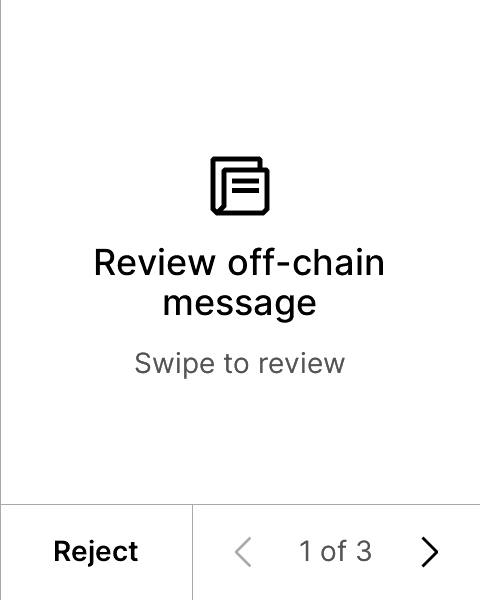 Review off-chain
message
Swipe to review
Reject
1 of 3